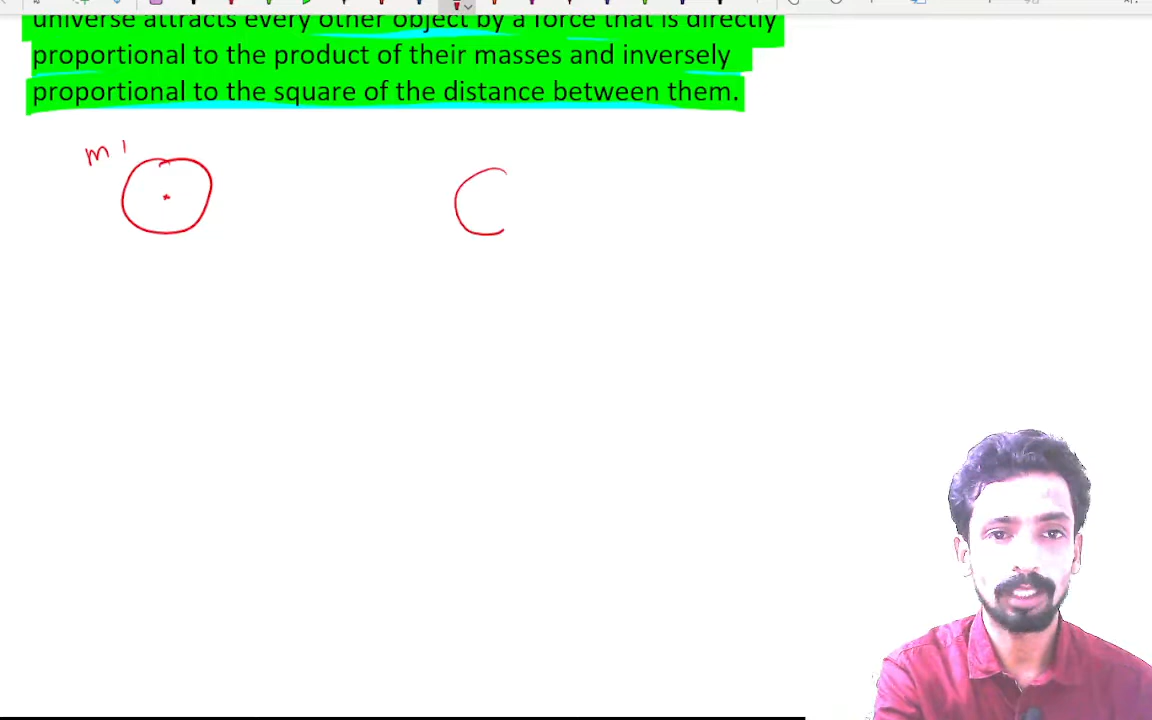 universe attracts every other object by a force that is directly
proportional to the product of their masses and inversely
proportional to the square of the distance between them.
m 1